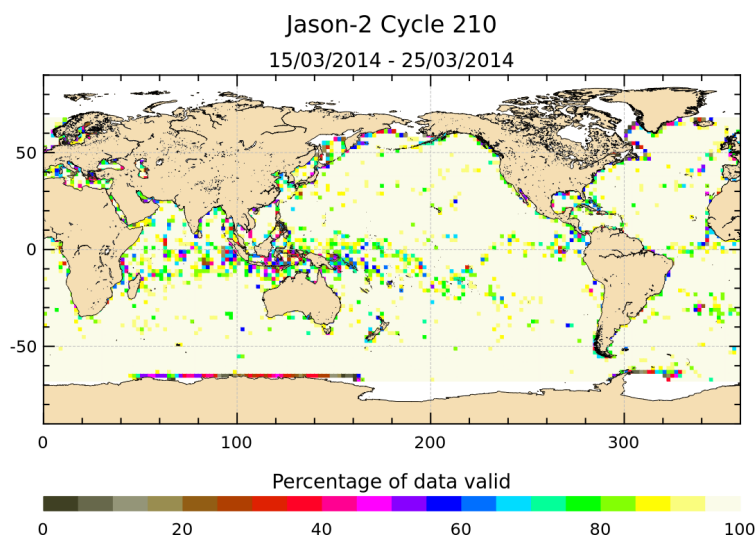 Jason-2 Cycle 210
15/03/2014 - 25/03/2014
50
0
-50
0 100 200 300
Percentage of data valid
0 20 40 60 80 100